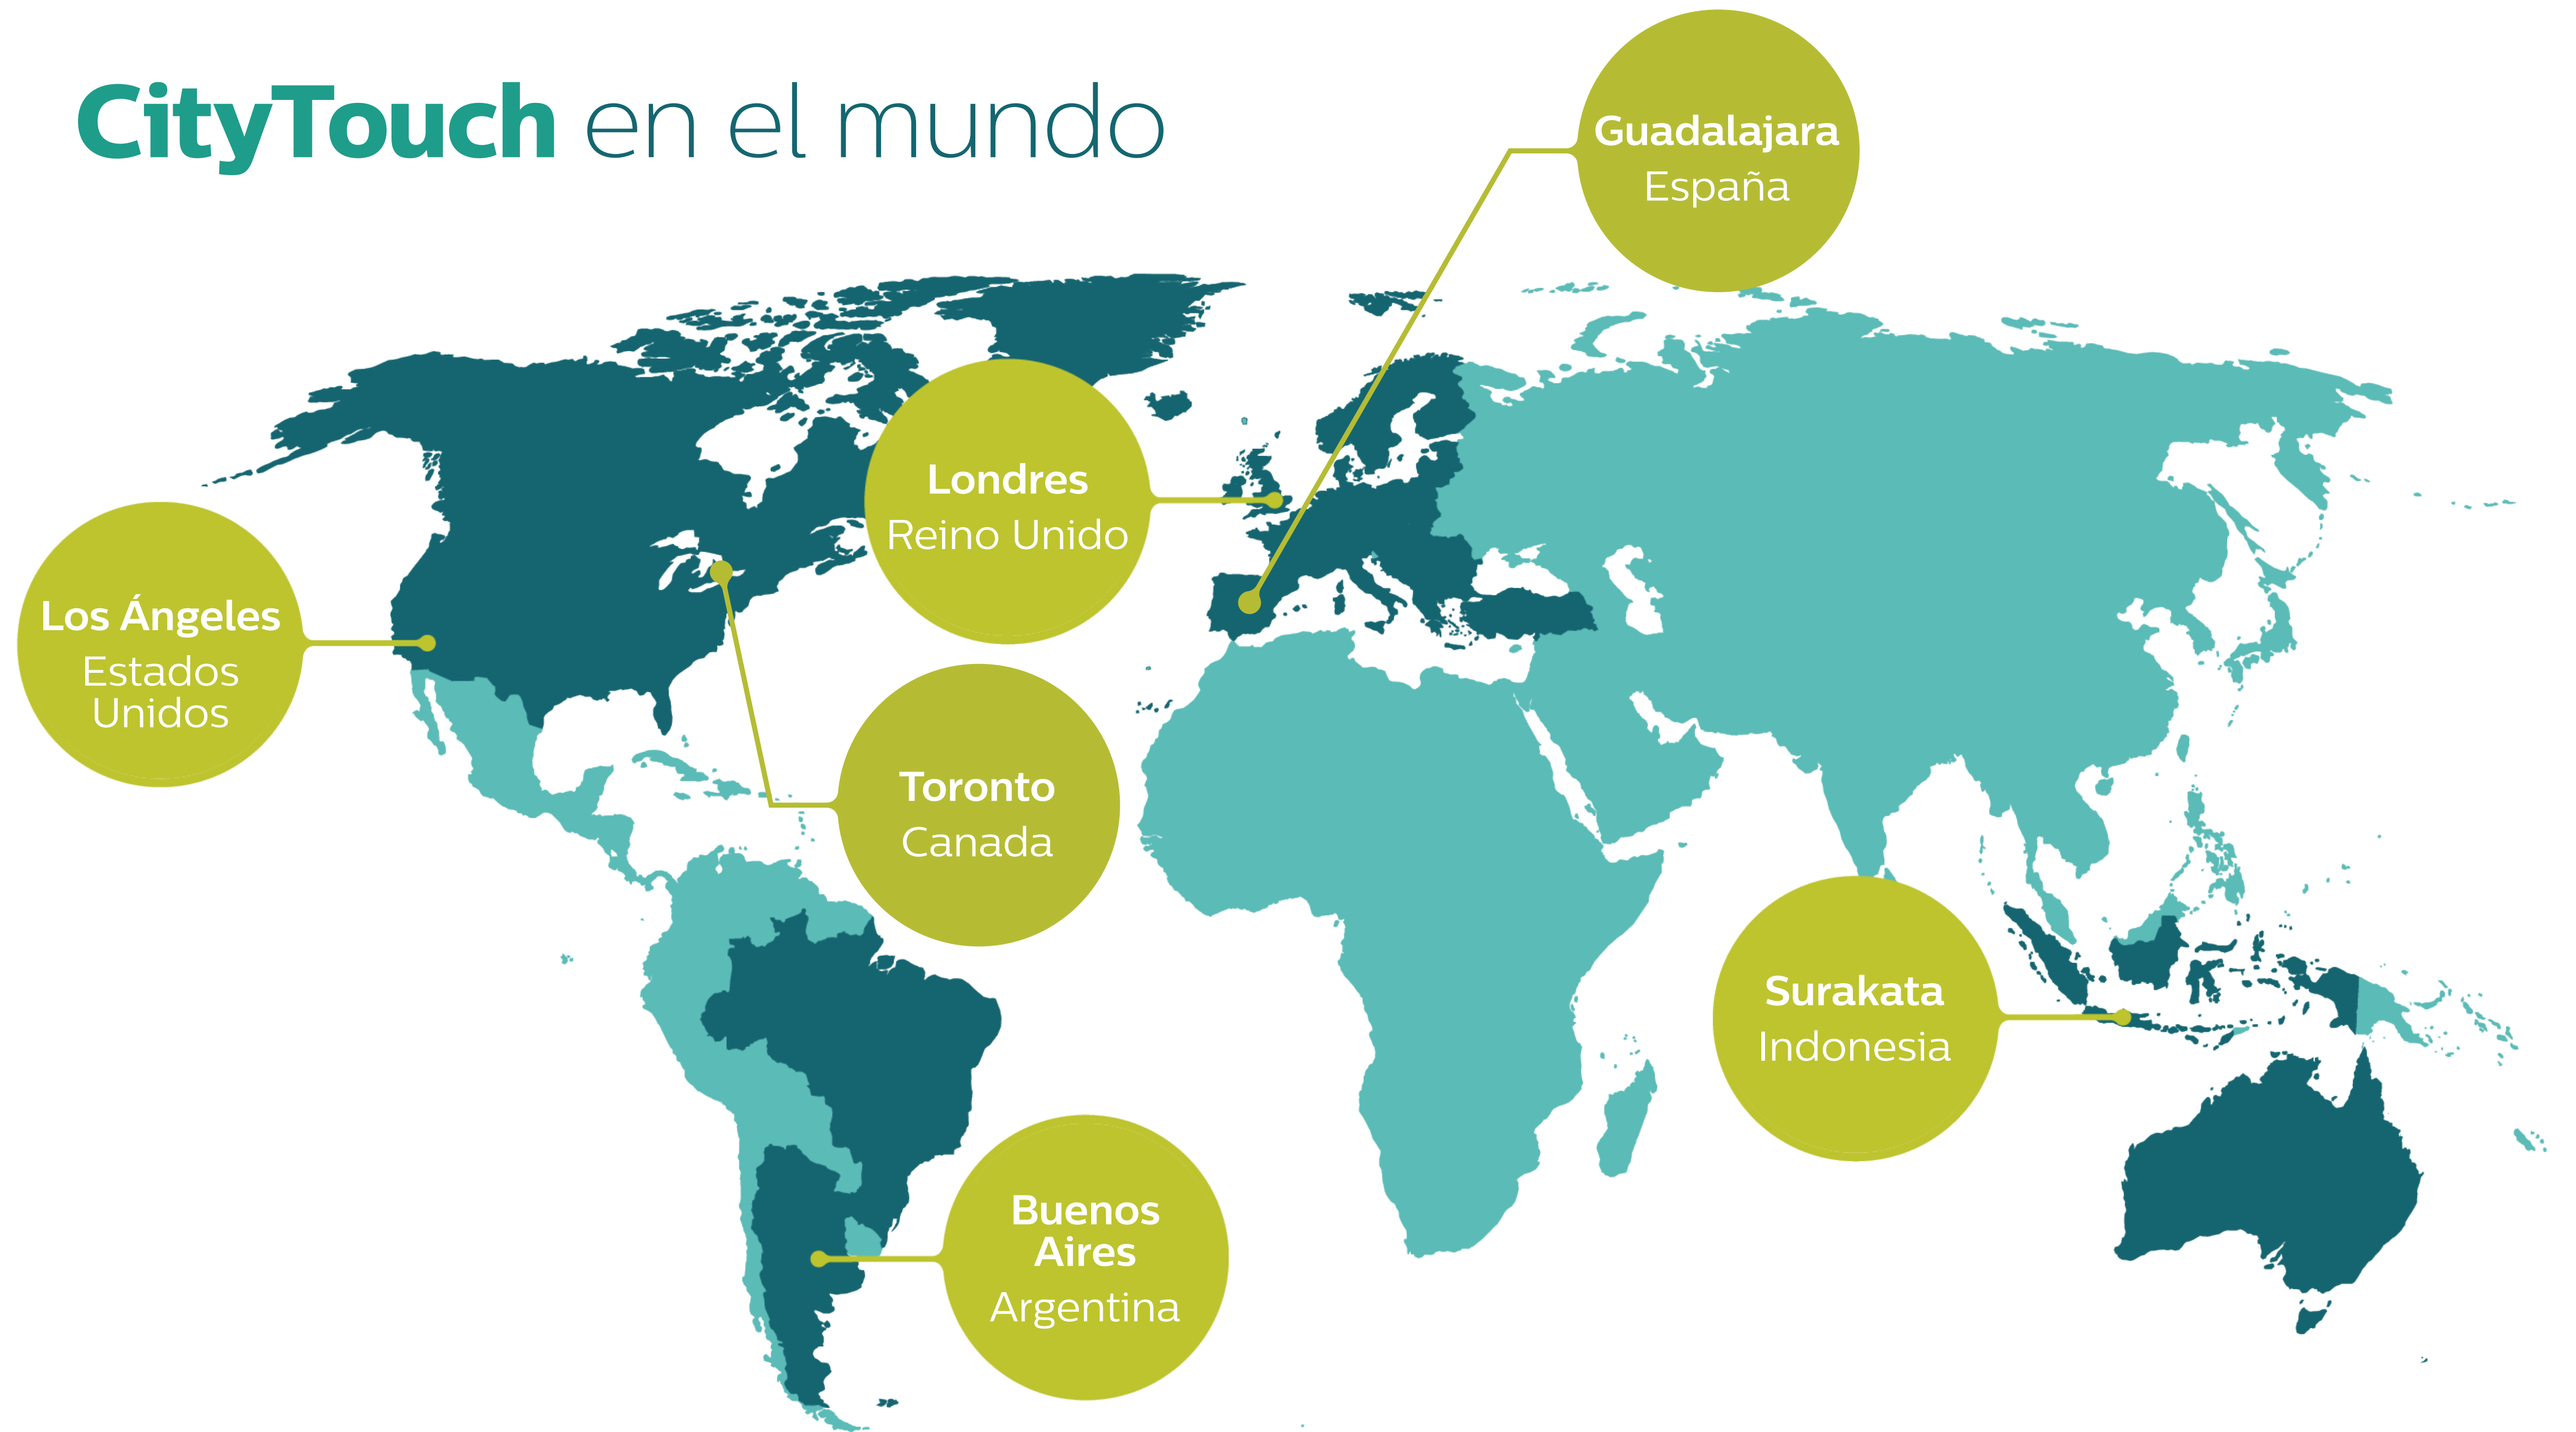 CityTouch en el mundo
Guadalajara
España
Londres
Reino Unido
Los Ángeles
Estados
Unidos
Toronto
Canada
Surakata
Indonesia
Buenos
Aires
Argentina